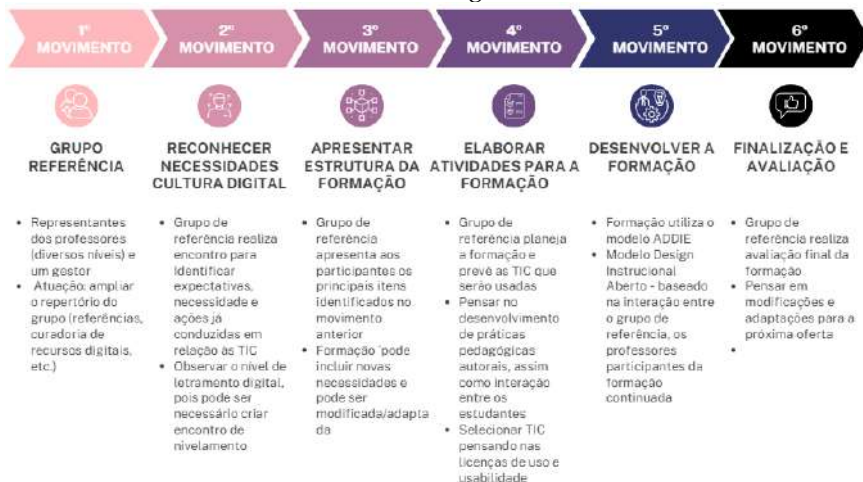 1º
MOVIMENTO
2º
MOVIMENTO
3º
MOVIMENTO
4º
MOVIMENTO
5º
MOVIMENTO
6º
MOVIMENTO
GRUPO
REFERÊNCIA
• Representantes
dos professores
(diversos níveis) e
um gestor
• Atuação: ampliar
o repertório do
grupo (referências,
curadoria de
recursos digitais,
etc.)
RECONHECER
NECESSIDADES
CULTURA DIGITAL
• Grupo de
referência realiza
encontro para
identificar
expectativas,
necessidade e
ações já
conduzidas em
relação às TIC
• Observar o nível de
letramento digital,
pois pode ser
necessário criar
encontro de
nivelamento
APRESENTAR
ESTRUTURA DA
FORMAÇÃO
• Grupo de
referência
apresenta aos
participantes os
principais itens
identificados no
movimento
anterior
• Formação 'pode
incluir novas
necessidades e
pode ser
modificada/adapta
da
ELABORAR
ATIVIDADES PARA A
FORMAÇÃO
• Grupo de
referência planeja
a formação e
prevê as TIC que
serão usadas
• Pensar no
desenvolvimento
de práticas
pedagógicas
autorais, assim
como interação
entre os
estudantes
• Selecionar TIC
pensando nas
licenças de uso e
usabilidade
DESENVOLVER A
FORMAÇÃO
• Formação utiliza o
modelo ADDIE
• Modelo Design
Instrucional
Aberto - baseado
na interação entre
o grupo de
referência, os
professores
participantes da
formação
continuada
FINALIZAÇÃO E
AVALIAÇÃO
• Grupo de
referência realiza
avaliação final da
formação
• Pensar em
modificações e
adaptações para a
próxima oferta
•